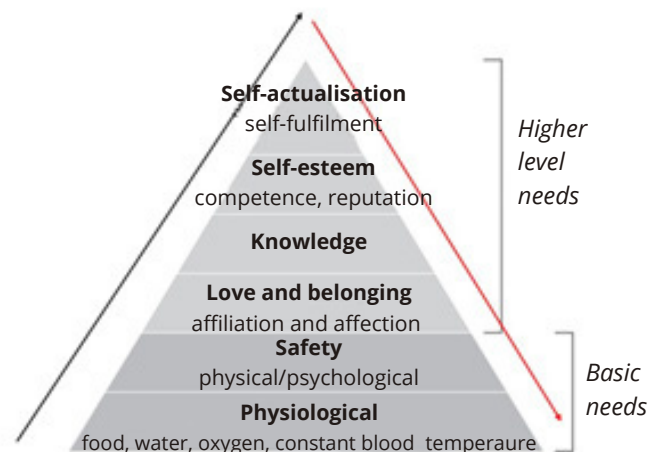 Self-actualisation
self-fulfilment
Self-esteem
competence, reputation
Knowledge
Love and belonging
affiliation and affection
Safety
physical/psychological
Physiological
food, water, oxygen, constant blood temperaure
Higher
level
needs
Basic
needs